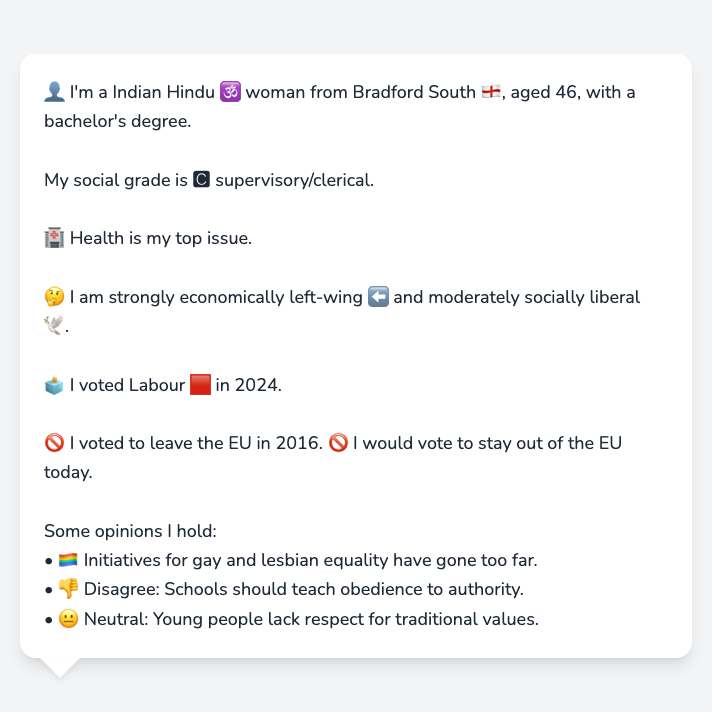 👤 I'm a Indian Hindu 🕉️ woman from Bradford South 🏴󠁧󠁢󠁥󠁮󠁧󠁿, aged 46, with a
bachelor's degree.
My social grade is 🅲 supervisory/clerical.
🏥 Health is my top issue.
🤔 I am strongly economically left-wing ⬅️ and moderately socially liberal
🕊️.
🗳️ I voted Labour 🟥 in 2024.
🚫 I voted to leave the EU in 2016. 🚫 I would vote to stay out of the EU
today.
Some opinions I hold:
• 🏳️‍🌈 Initiatives for gay and lesbian equality have gone too far.
• 👎 Disagree: Schools should teach obedience to authority.
• 😐 Neutral: Young people lack respect for traditional values.